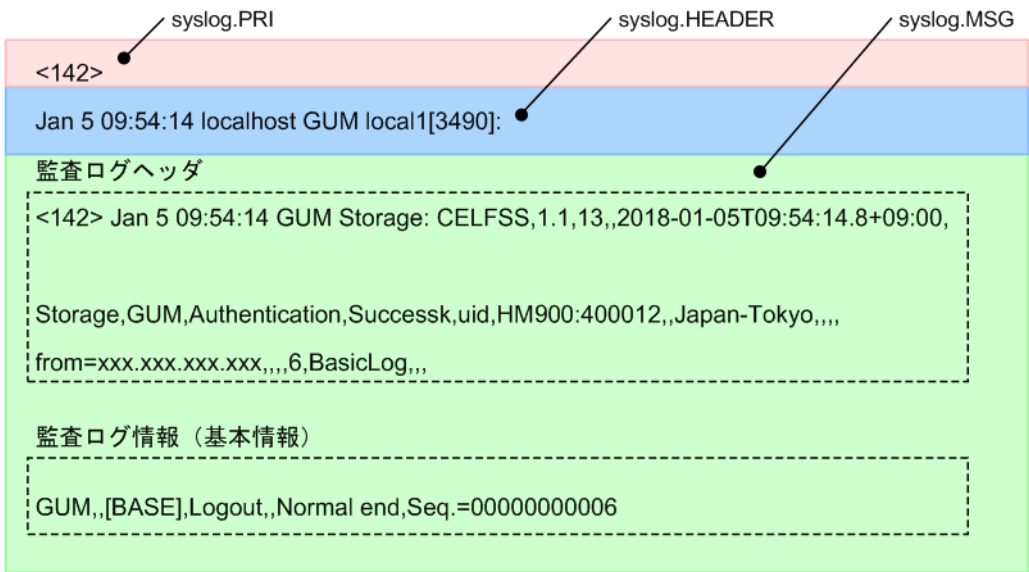 syslog.PRI syslog.HEADER syslog.MSG
<142>
Jan 5 09:54:14 localhost GUM local1[3490]:
監査ログヘッダ
<142> Jan 5 09:54:14 GUM Storage: CELFSS,1.1,13,,2018-01-05T09:54:14.8+09:00,
Storage,GUM,Authentication,Successk,uid,HM900:400012,,Japan-Tokyo,,,,
from=xxx.xxx.xxx.xxx,,,,6,BasicLog,,,
監査ログ情報（基本情報）
GUM,,[BASE],Logout,,Normal end,Seq.=00000000006